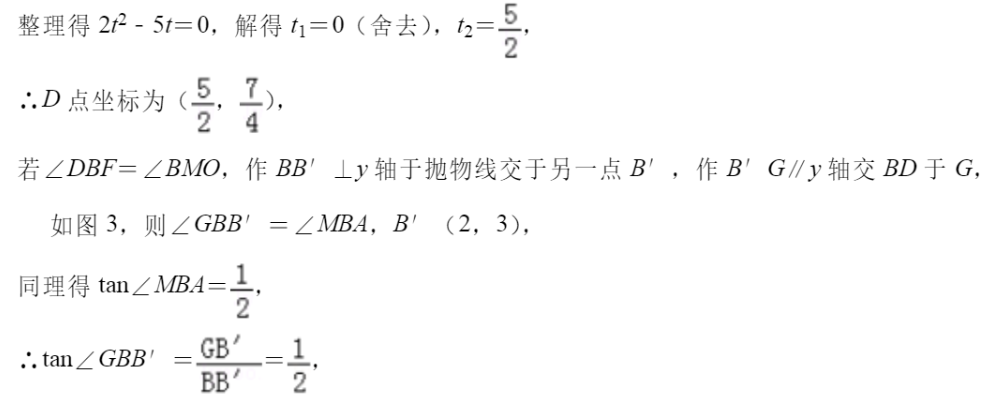 整理得 2t² - 5t=0，解得 t₁=0（舍去），t₂=5/2，
∴D 点坐标为（5/2，7/4），
若∠DBF=∠BMO，作 BB′ ⊥y 轴于抛物线交于另一点 B′，作 B′ G∥y 轴交 BD 于 G，
如图 3，则∠GBB′ =∠MBA，B′（2，3），
同理得 tan∠MBA=1/2，
∴tan∠GBB′ =GB′/BB′=1/2，